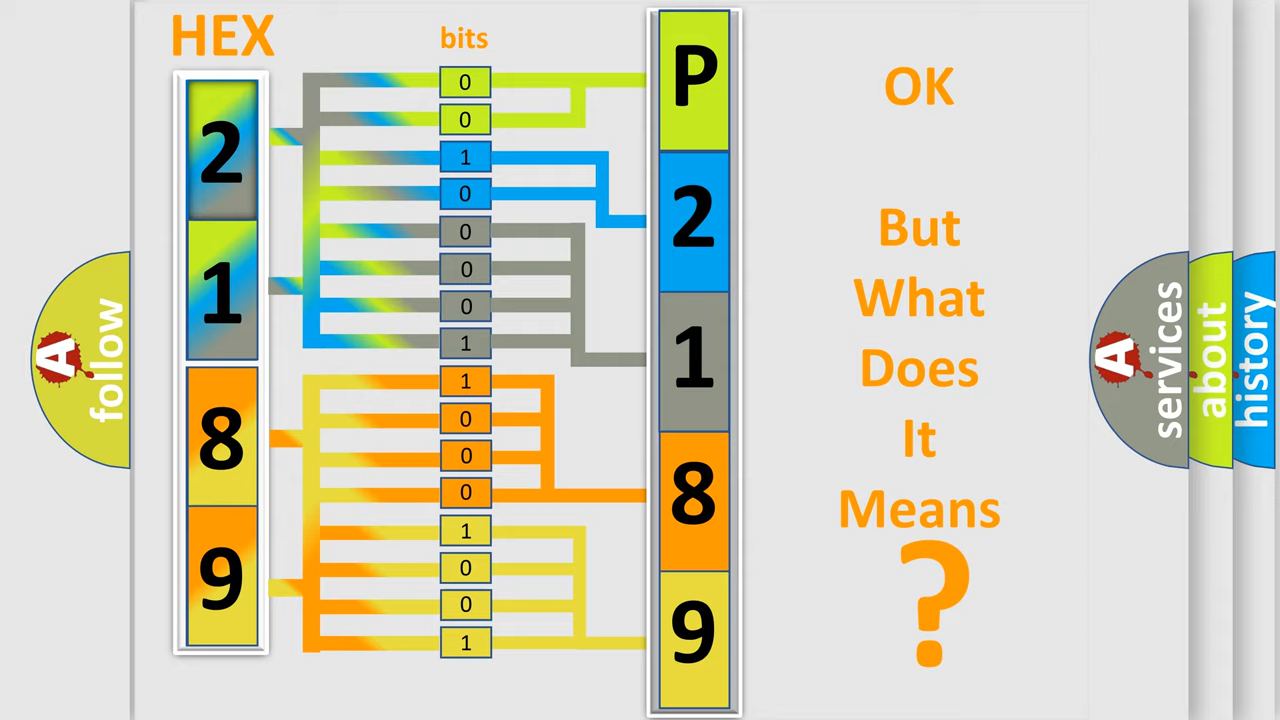 HEX
bits
2
1
8
9
0
0
1
0
0
0
0
1
1
0
0
0
1
0
0
1
P
2
1
8
9
OK
But
What
Does
It
Means
?
A
follow
A
services
about
history